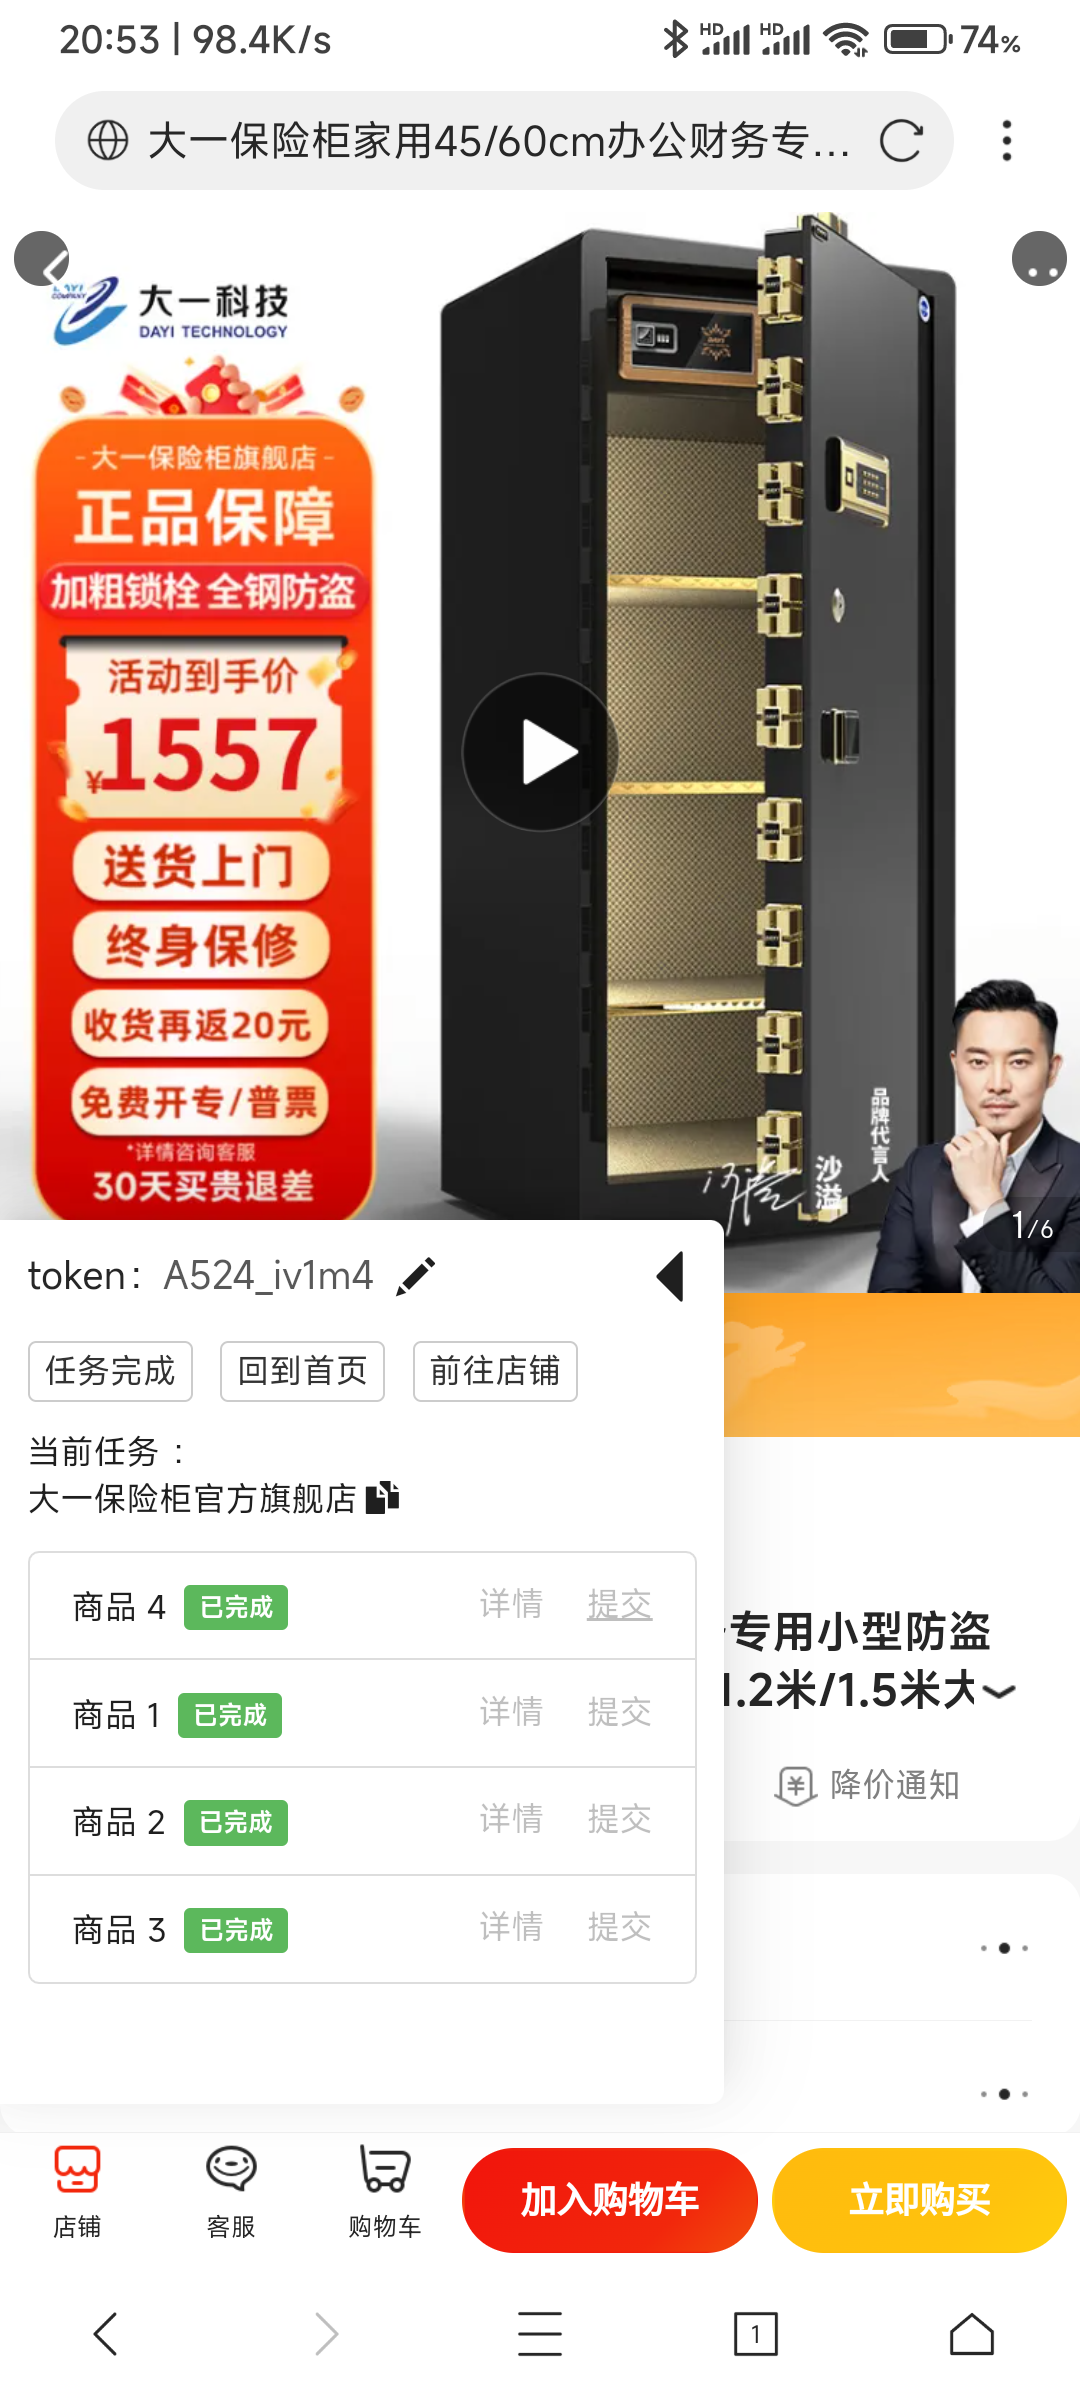 20:53 | 98.4K/s
HD HD 74%
大一保险柜家用45/60cm办公财务专...
大一科技
DAYI TECHNOLOGY
-大一保险柜旗舰店-
正品保障
加粗锁栓 全钢防盗
活动到手价
¥1557
送货上门
终身保修
收货再返20元
免费开专/普票
*详情咨询客服
30天买贵退差
品牌代言人
沙溢
1/6
token: A524_iv1m4
任务完成 回到首页 前往店铺
当前任务 :
大一保险柜官方旗舰店
商品 4 已完成 详情 提交
商品 1 已完成 详情 提交
商品 2 已完成 详情 提交
商品 3 已完成 详情 提交
专用小型防盗
1.2米/1.5米大
降价通知
店铺 客服 购物车 加入购物车 立即购买
1